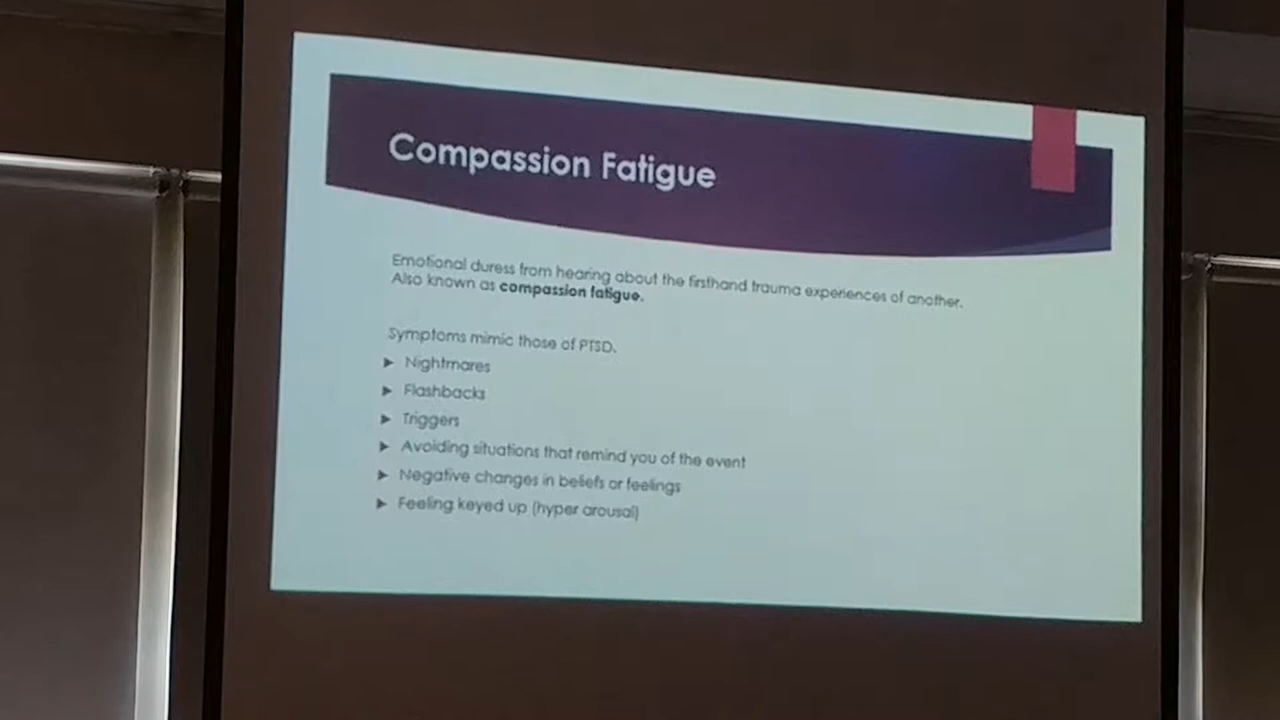 Compassion Fatigue
Emotional duress from hearing about the firsthand trauma experiences of another.
Also known as compassion fatigue.
Symptoms mimic those of PTSD.
Nightmares
Flashbacks
Triggers
Avoiding situations that remind you of the event
Negative changes in beliefs or feelings
Feeling keyed up (hyper arousal)